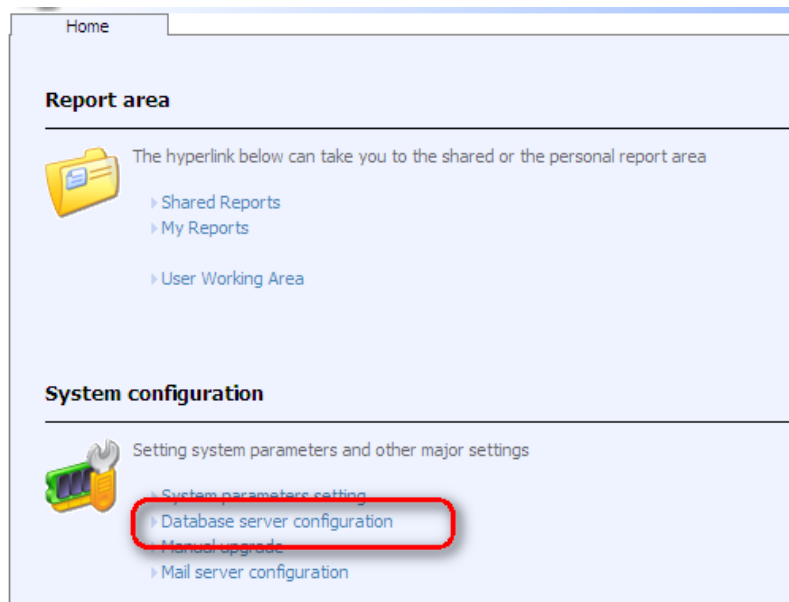 Home
Report area
The hyperlink below can take you to the shared or the personal report area
Shared Reports
My Reports
User Working Area
System configuration
Setting system parameters and other major settings
System parameters setting
Database server configuration
Manual upgrade
Mail server configuration